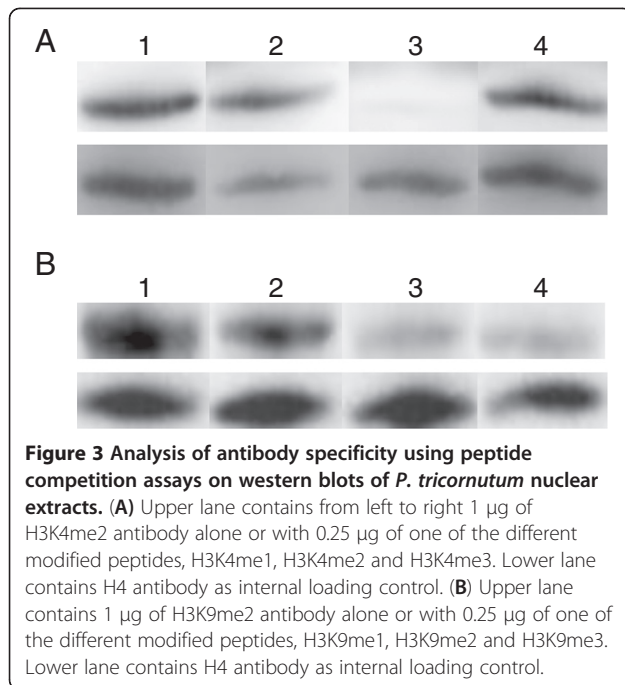 A
1 2 3 4
B
1 2 3 4
Figure 3 Analysis of antibody specificity using peptide
competition assays on western blots of P. tricornutum nuclear
extracts. (A) Upper lane contains from left to right 1 μg of
H3K4me2 antibody alone or with 0.25 μg of one of the different
modified peptides, H3K4me1, H3K4me2 and H3K4me3. Lower lane
contains H4 antibody as internal loading control. (B) Upper lane
contains 1 μg of H3K9me2 antibody alone or with 0.25 μg of one of
the different modified peptides, H3K9me1, H3K9me2 and H3K9me3.
Lower lane contains H4 antibody as internal loading control.